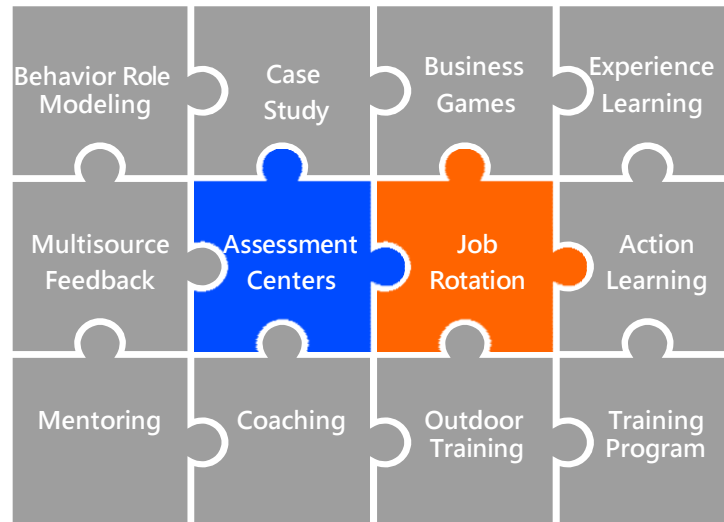 Behavior Role
Modeling
Case
Study
Business
Games
Experience
Learning
Multisource
Feedback
Assessment
Centers
Job
Rotation
Action
Learning
Mentoring
Coaching
Outdoor
Training
Training
Program